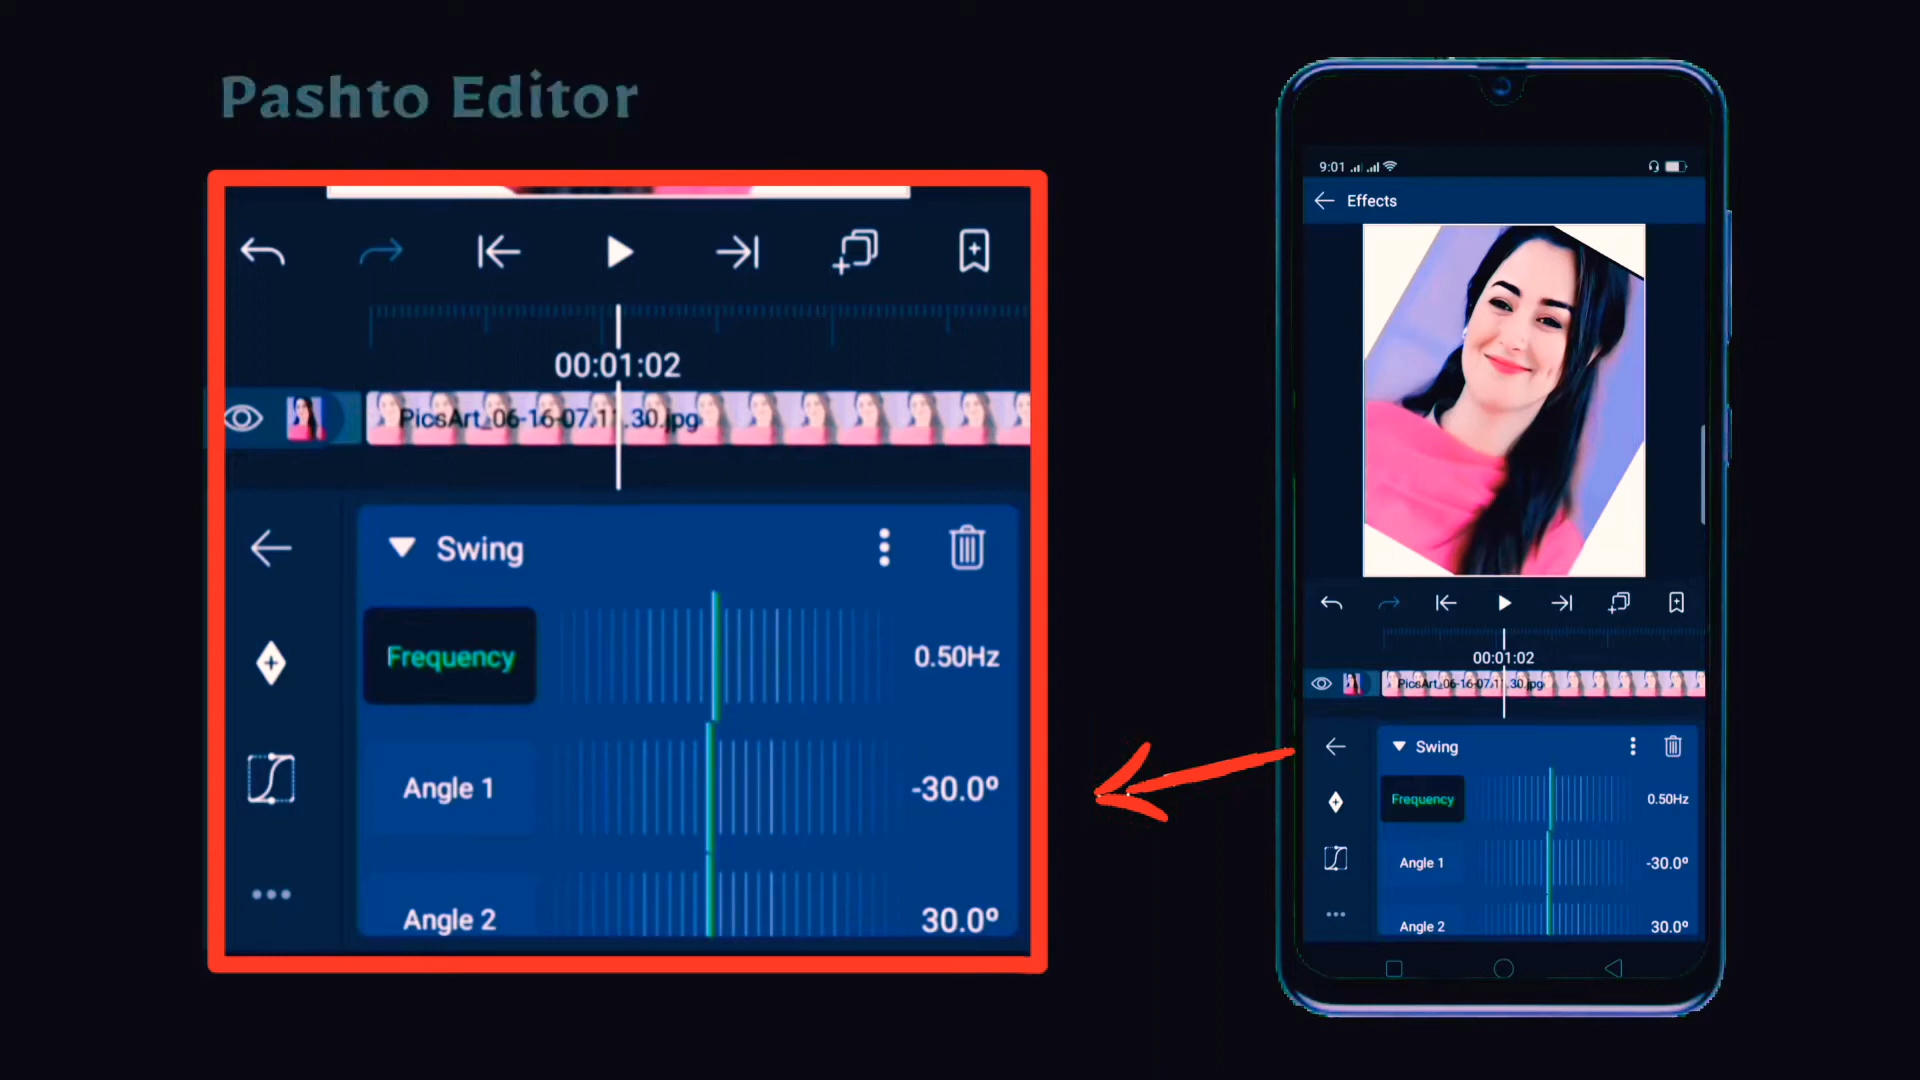 Pashto Editor
00:01:02
PicsArt_06-16-07.11.30.jpg
Swing
Frequency
0.50Hz
Angle 1
-30.0º
Angle 2
30.0º
9:01
Effects
00:01:02
PicsArt_06-16-07.11.30.jpg
Swing
Frequency
0.50Hz
Angle 1
-30.0º
Angle 2
30.0º